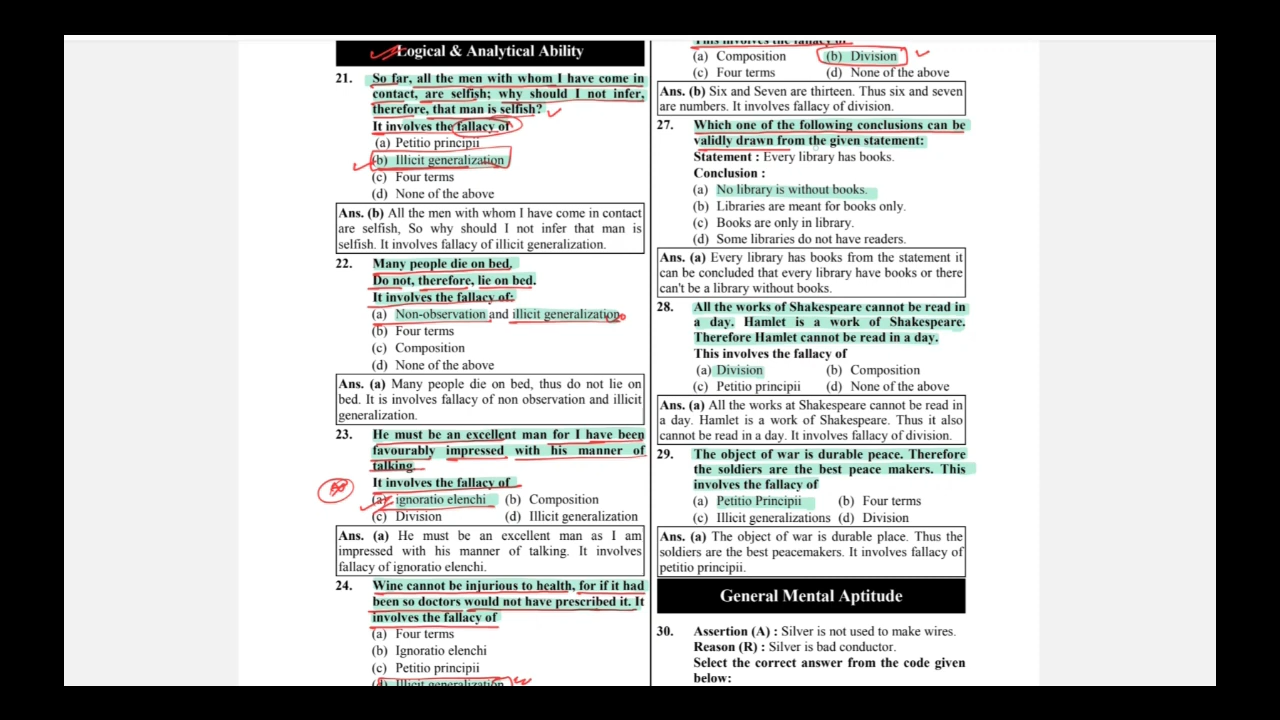 Logical & Analytical Ability
21. So far, all the men with whom I have come in
contact, are selfish; why should I not infer,
therefore, that man is selfish?
It involves the fallacy of
(a) Petitio principii
(b) Illicit generalization
(c) Four terms
(d) None of the above
Ans. (b) All the men with whom I have come in contact
are selfish, So why should I not infer that man is
selfish. It involves fallacy of illicit generalization.
22. Many people die on bed.
Do not, therefore, lie on bed.
It involves the fallacy of:
(a) Non-observation and illicit generalization
(b) Four terms
(c) Composition
(d) None of the above
Ans. (a) Many people die on bed, thus do not lie on
bed. It is involves fallacy of non observation and illicit
generalization.
23. He must be an excellent man for I have been
favourably impressed with his manner of
talking.
It involves the fallacy of
(a) ignoratio elenchi (b) Composition
(c) Division (d) Illicit generalization
Ans. (a) He must be an excellent man as I am
impressed with his manner of talking. It involves
fallacy of ignoratio elenchi.
24. Wine cannot be injurious to health, for if it had
been so doctors would not have prescribed it. It
involves the fallacy of
(a) Four terms
(b) Ignoratio elenchi
(c) Petitio principii
(d) Illicit generalization
This involves the fallacy of
(a) Composition (b) Division
(c) Four terms (d) None of the above
Ans. (b) Six and Seven are thirteen. Thus six and seven
are numbers. It involves fallacy of division.
27. Which one of the following conclusions can be
validly drawn from the given statement:
Statement : Every library has books.
Conclusion :
(a) No library is without books.
(b) Libraries are meant for books only.
(c) Books are only in library.
(d) Some libraries do not have readers.
Ans. (a) Every library has books from the statement it
can be concluded that every library have books or there
can't be a library without books.
28. All the works of Shakespeare cannot be read in
a day. Hamlet is a work of Shakespeare.
Therefore Hamlet cannot be read in a day.
This involves the fallacy of
(a) Division (b) Composition
(c) Petitio principii (d) None of the above
Ans. (a) All the works at Shakespeare cannot be read in
a day. Hamlet is a work of Shakespeare. Thus it also
cannot be read in a day. It involves fallacy of division.
29. The object of war is durable peace. Therefore
the soldiers are the best peace makers. This
involves the fallacy of
(a) Petitio Principii (b) Four terms
(c) Illicit generalizations (d) Division
Ans. (a) The object of war is durable place. Thus the
soldiers are the best peacemakers. It involves fallacy of
petitio principii.
General Mental Aptitude
30. Assertion (A) : Silver is not used to make wires.
Reason (R) : Silver is bad conductor.
Select the correct answer from the code given
below: